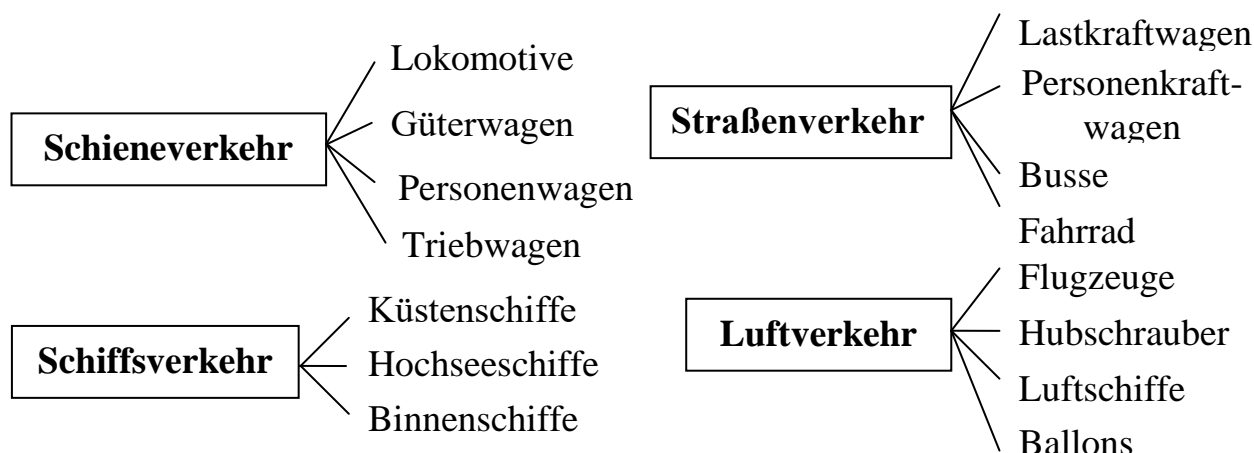 Schieneverkehr
Lokomotive
Güterwagen
Personenwagen
Triebwagen
Straßenverkehr
Lastkraftwagen
Personenkraft-
wagen
Busse
Fahrrad
Schiffsverkehr
Küstenschiffe
Hochseeschiffe
Binnenschiffe
Luftverkehr
Flugzeuge
Hubschrauber
Luftschiffe
Ballons